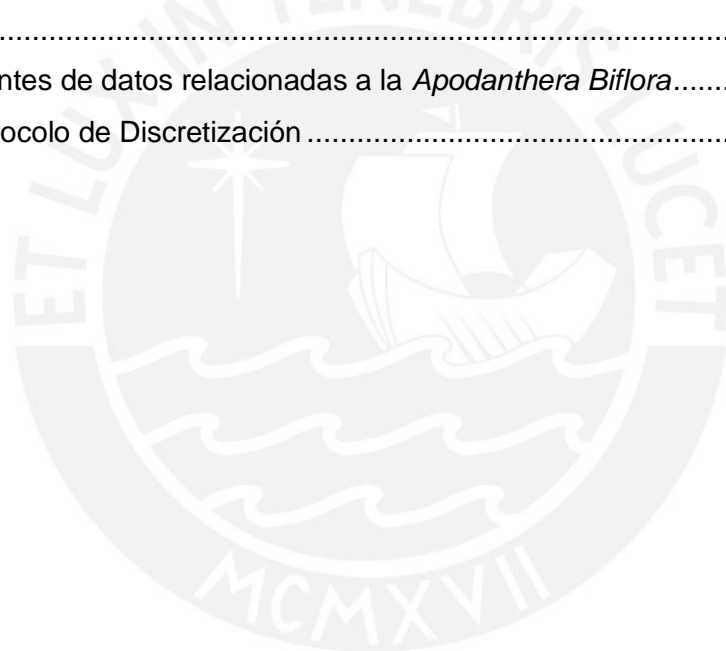 ..........................................................................................
ntes de datos relacionadas a la Apodanthera Biflora.......
ocolo de Discretización .....................................................
ET LUX IN TENEBRIS LUCET
MCMXVII